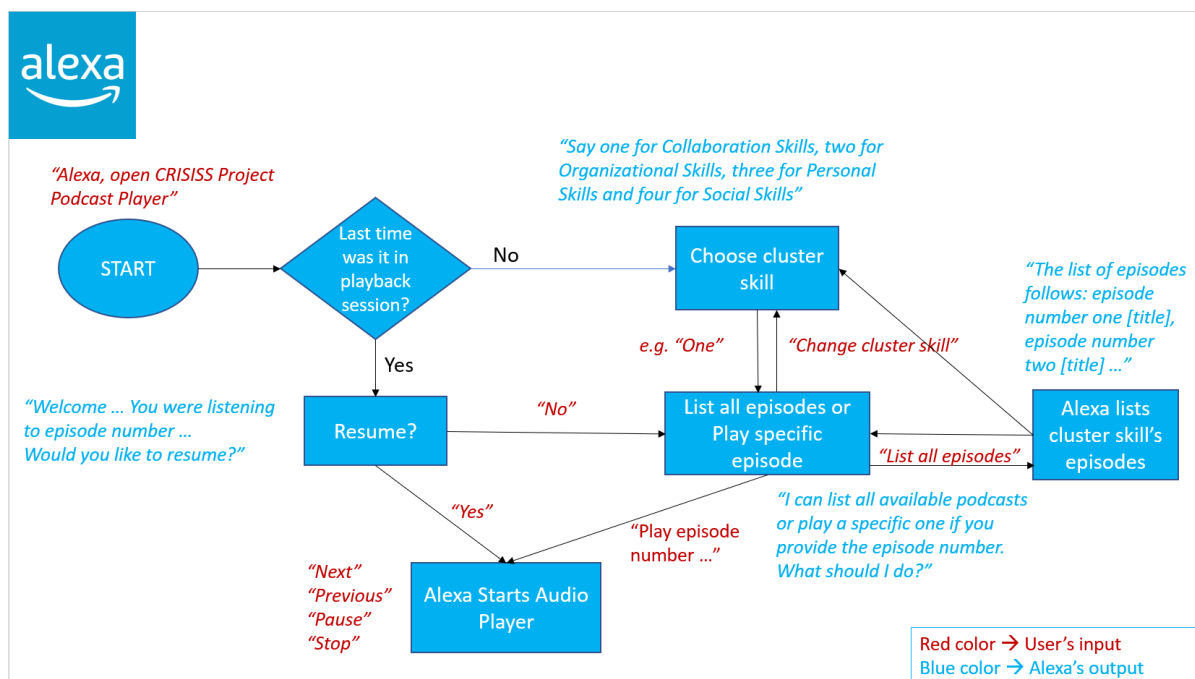 alexa
“Alexa, open CRISISS Project
Podcast Player”
START
Last time
was it in
playback
session?
No
Yes
“Say one for Collaboration Skills, two for
Organizational Skills, three for Personal
Skills and four for Social Skills”
Choose cluster
skill
e.g. “One”
“Change cluster skill”
“The list of episodes
follows: episode
number one [title],
episode number
two [title] …”
“Welcome … You were listening
to episode number …
Would you like to resume?”
Resume?
“No”
List all episodes or
Play specific
episode
“List all episodes”
Alexa lists
cluster skill’s
episodes
“Yes”
“Play episode
number …”
“I can list all available podcasts
or play a specific one if you
provide the episode number.
What should I do?”
“Next”
“Previous”
“Pause”
“Stop”
Alexa Starts Audio
Player
Red color → User’s input
Blue color → Alexa’s output